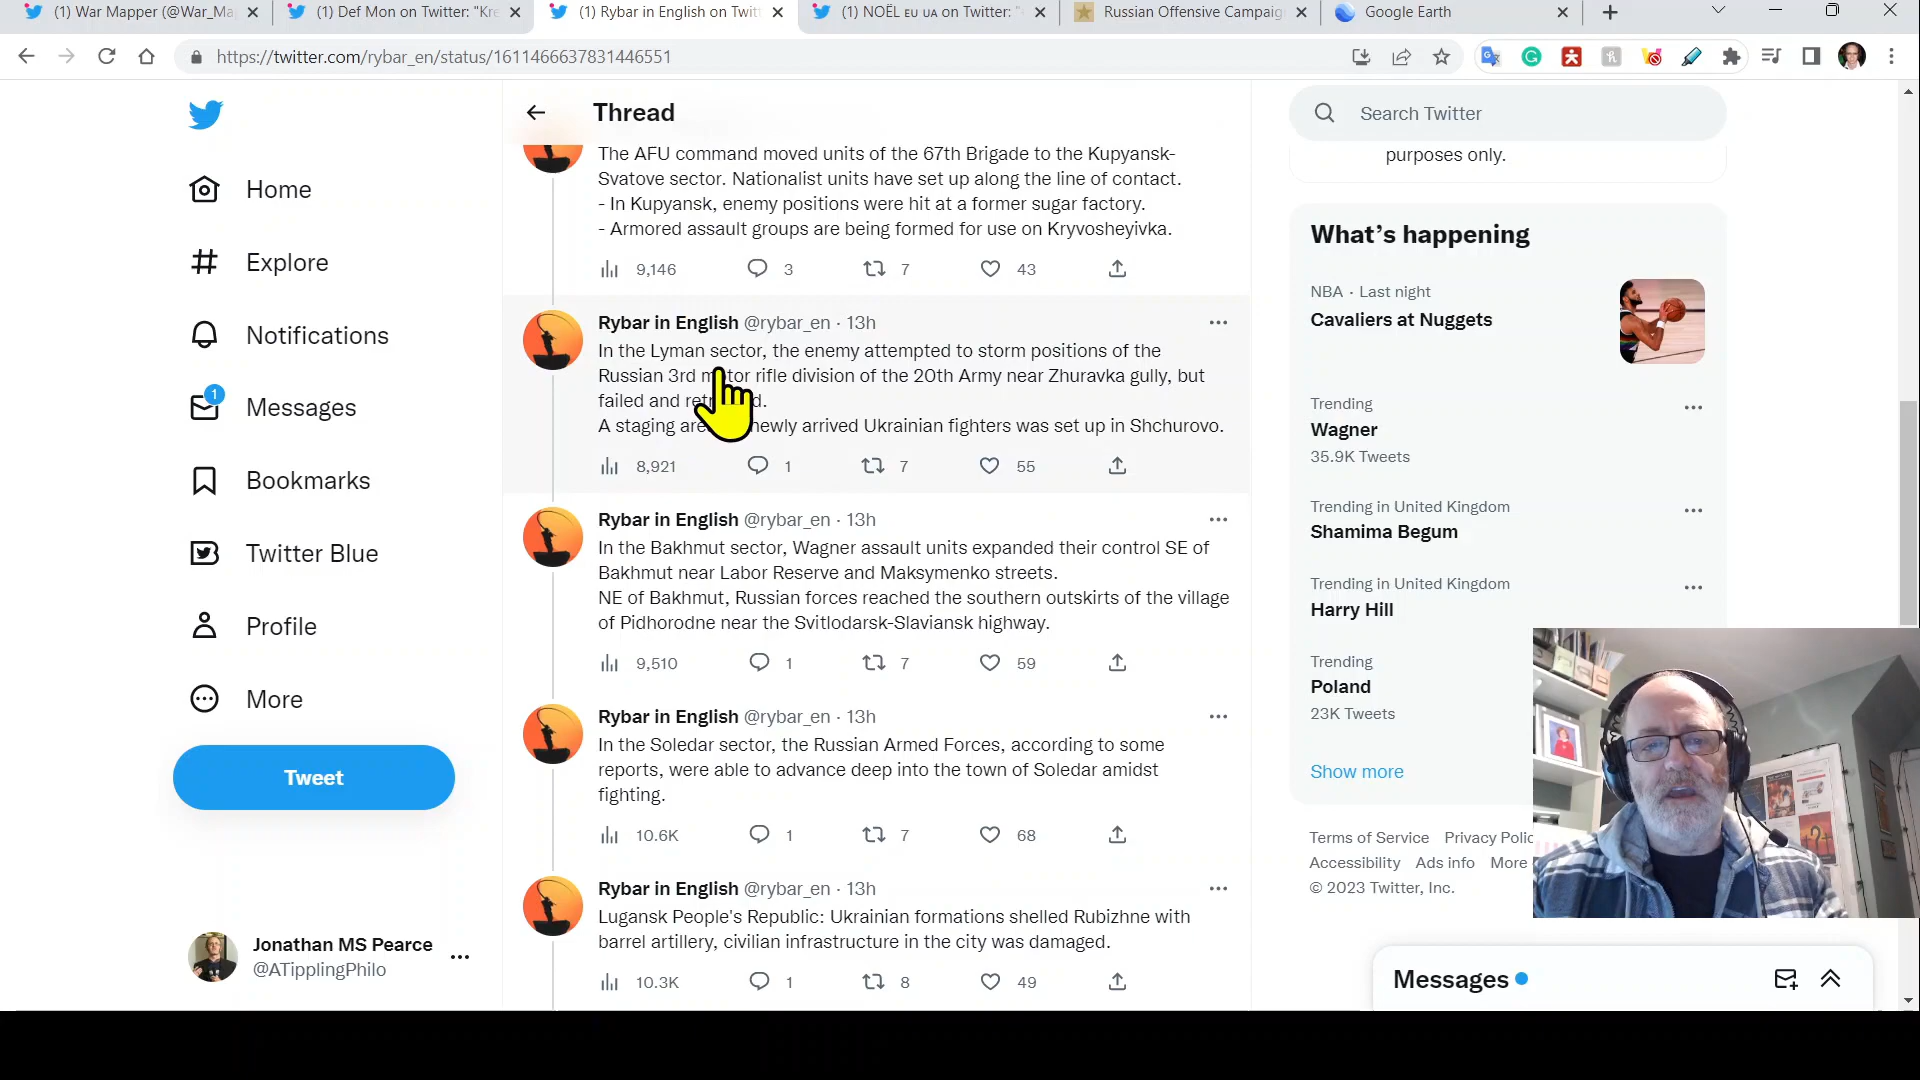 (1) War Mapper (@War_Ma
(1) Def Mon on Twitter: "Kre
(1) Rybar in English on Twitt
(1) NOËL EU UA on Twitter: "
Russian Offensive Campaig
Google Earth
https://twitter.com/rybar_en/status/1611466637831446551
Thread
Search Twitter
Home
Explore
Notifications
1
Messages
Bookmarks
Twitter Blue
Profile
More
Tweet
Jonathan MS Pearce
@ATipplingPhilo
The AFU command moved units of the 67th Brigade to the Kupyansk-
Svatove sector. Nationalist units have set up along the line of contact.
- In Kupyansk, enemy positions were hit at a former sugar factory.
- Armored assault groups are being formed for use on Kryvosheyivka.
9,146 3 7 43
Rybar in English @rybar_en · 13h
In the Lyman sector, the enemy attempted to storm positions of the
Russian 3rd motor rifle division of the 20th Army near Zhuravka gully, but
failed and
A staging newly arrived Ukrainian fighters was set up in Shchurovo.
8,921 1 7 55
Rybar in English @rybar_en · 13h
In the Bakhmut sector, Wagner assault units expanded their control SE of
Bakhmut near Labor Reserve and Maksymenko streets.
NE of Bakhmut, Russian forces reached the southern outskirts of the village
of Pidhorodne near the Svitlodarsk-Slaviansk highway.
9,510 1 7 59
Rybar in English @rybar_en · 13h
In the Soledar sector, the Russian Armed Forces, according to some
reports, were able to advance deep into the town of Soledar amidst
fighting.
10.6K 1 7 68
Rybar in English @rybar_en · 13h
Lugansk People's Republic: Ukrainian formations shelled Rubizhne with
barrel artillery, civilian infrastructure in the city was damaged.
10.3K 1 8 49
purposes only.
What's happening
NBA · Last night
Cavaliers at Nuggets
Trending
Wagner
35.9K Tweets
Trending in United Kingdom
Shamima Begum
Trending in United Kingdom
Harry Hill
Trending
Poland
23K Tweets
Show more
Terms of Service Privacy Polic
Accessibility Ads info More
© 2023 Twitter, Inc.
Messages